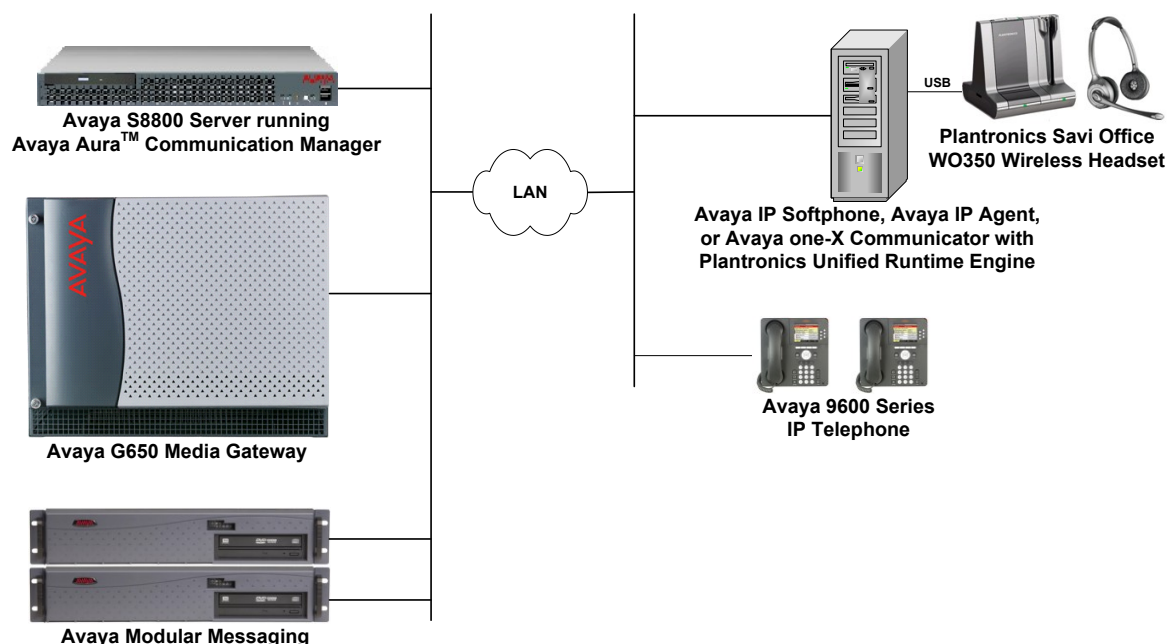 AVAYA
Avaya S8800 Server running
Avaya Aura™ Communication Manager
AVAYA
Avaya G650 Media Gateway
Avaya Modular Messaging
LAN
USB
Plantronics Savi Office
WO350 Wireless Headset
Avaya IP Softphone, Avaya IP Agent,
or Avaya one-X Communicator with
Plantronics Unified Runtime Engine
Avaya 9600 Series
IP Telephone